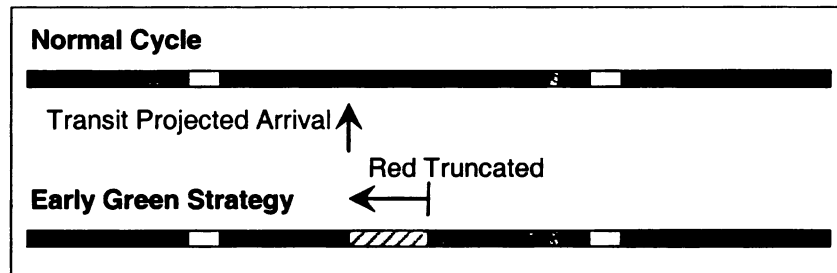 Normal Cycle
Transit Projected Arrival
Red Truncated
Early Green Strategy